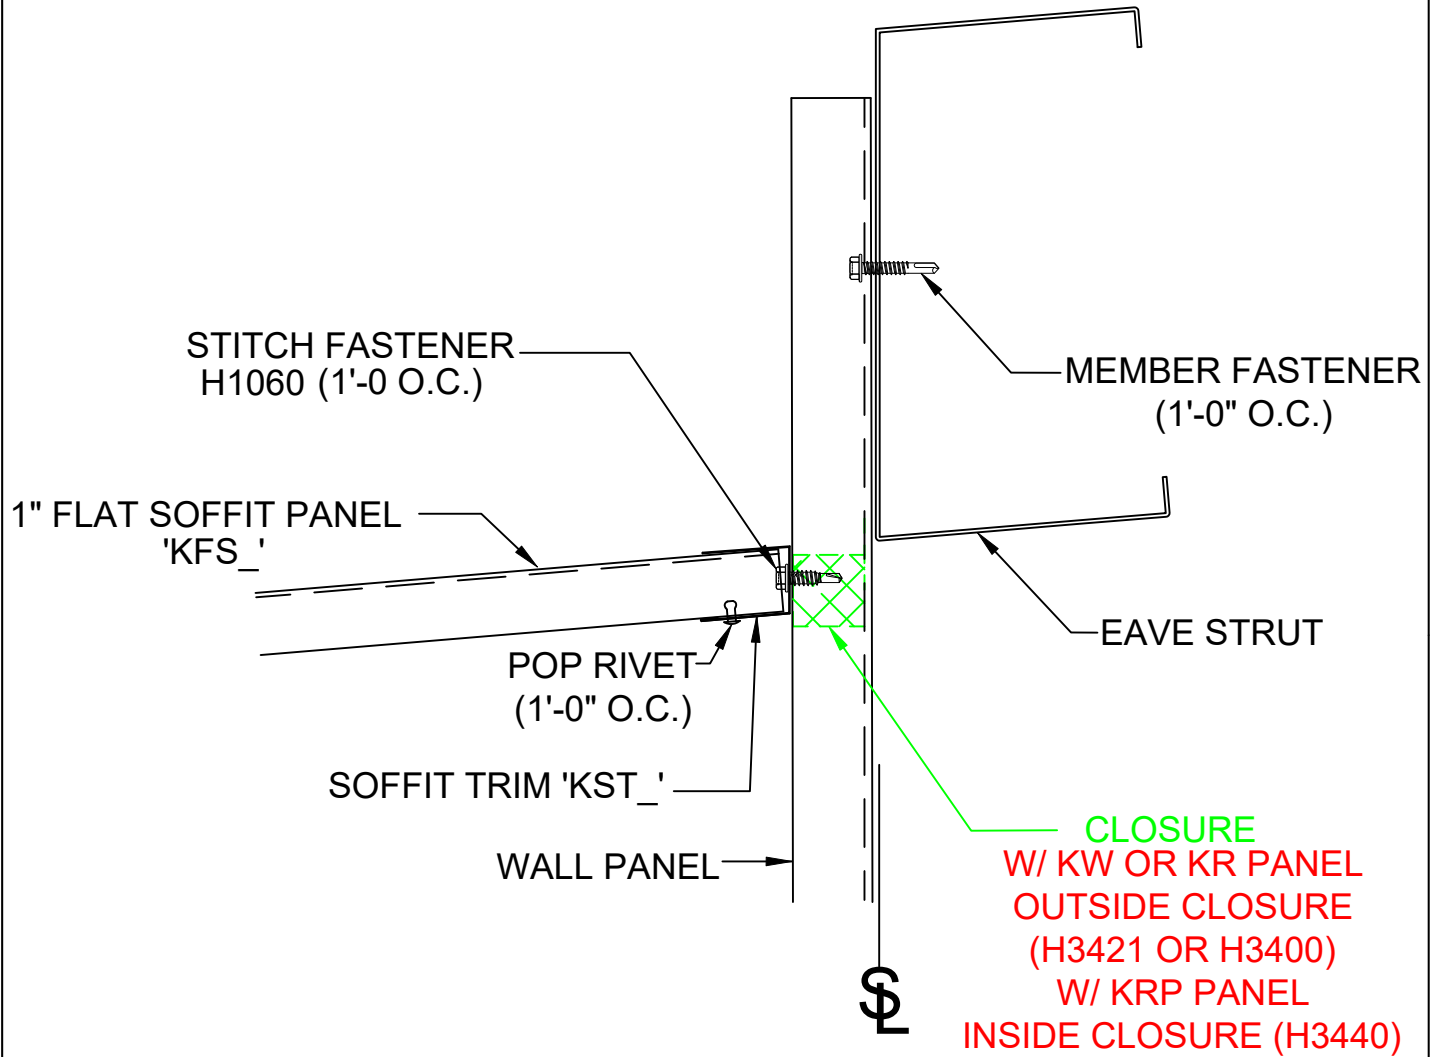 STITCH FASTENER
H1060 (1'-0 O.C.)
MEMBER FASTENER
(1'-0" O.C.)
1" FLAT SOFFIT PANEL
'KFS_'
EAVE STRUT
POP RIVET
(1'-0" O.C.)
SOFFIT TRIM 'KST_'
WALL PANEL
CLOSURE
W/ KW OR KR PANEL
OUTSIDE CLOSURE
(H3421 OR H3400)
W/ KRP PANEL
INSIDE CLOSURE (H3440)
SL